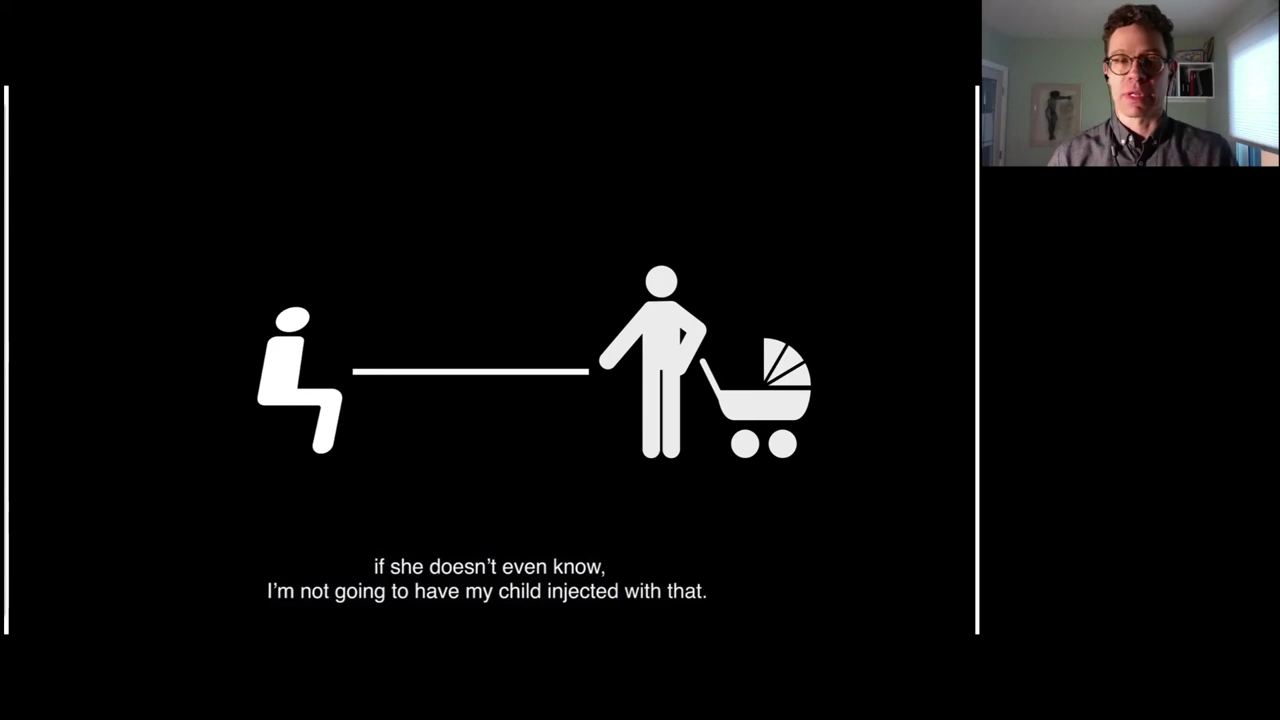 if she doesn’t even know,
I’m not going to have my child injected with that.